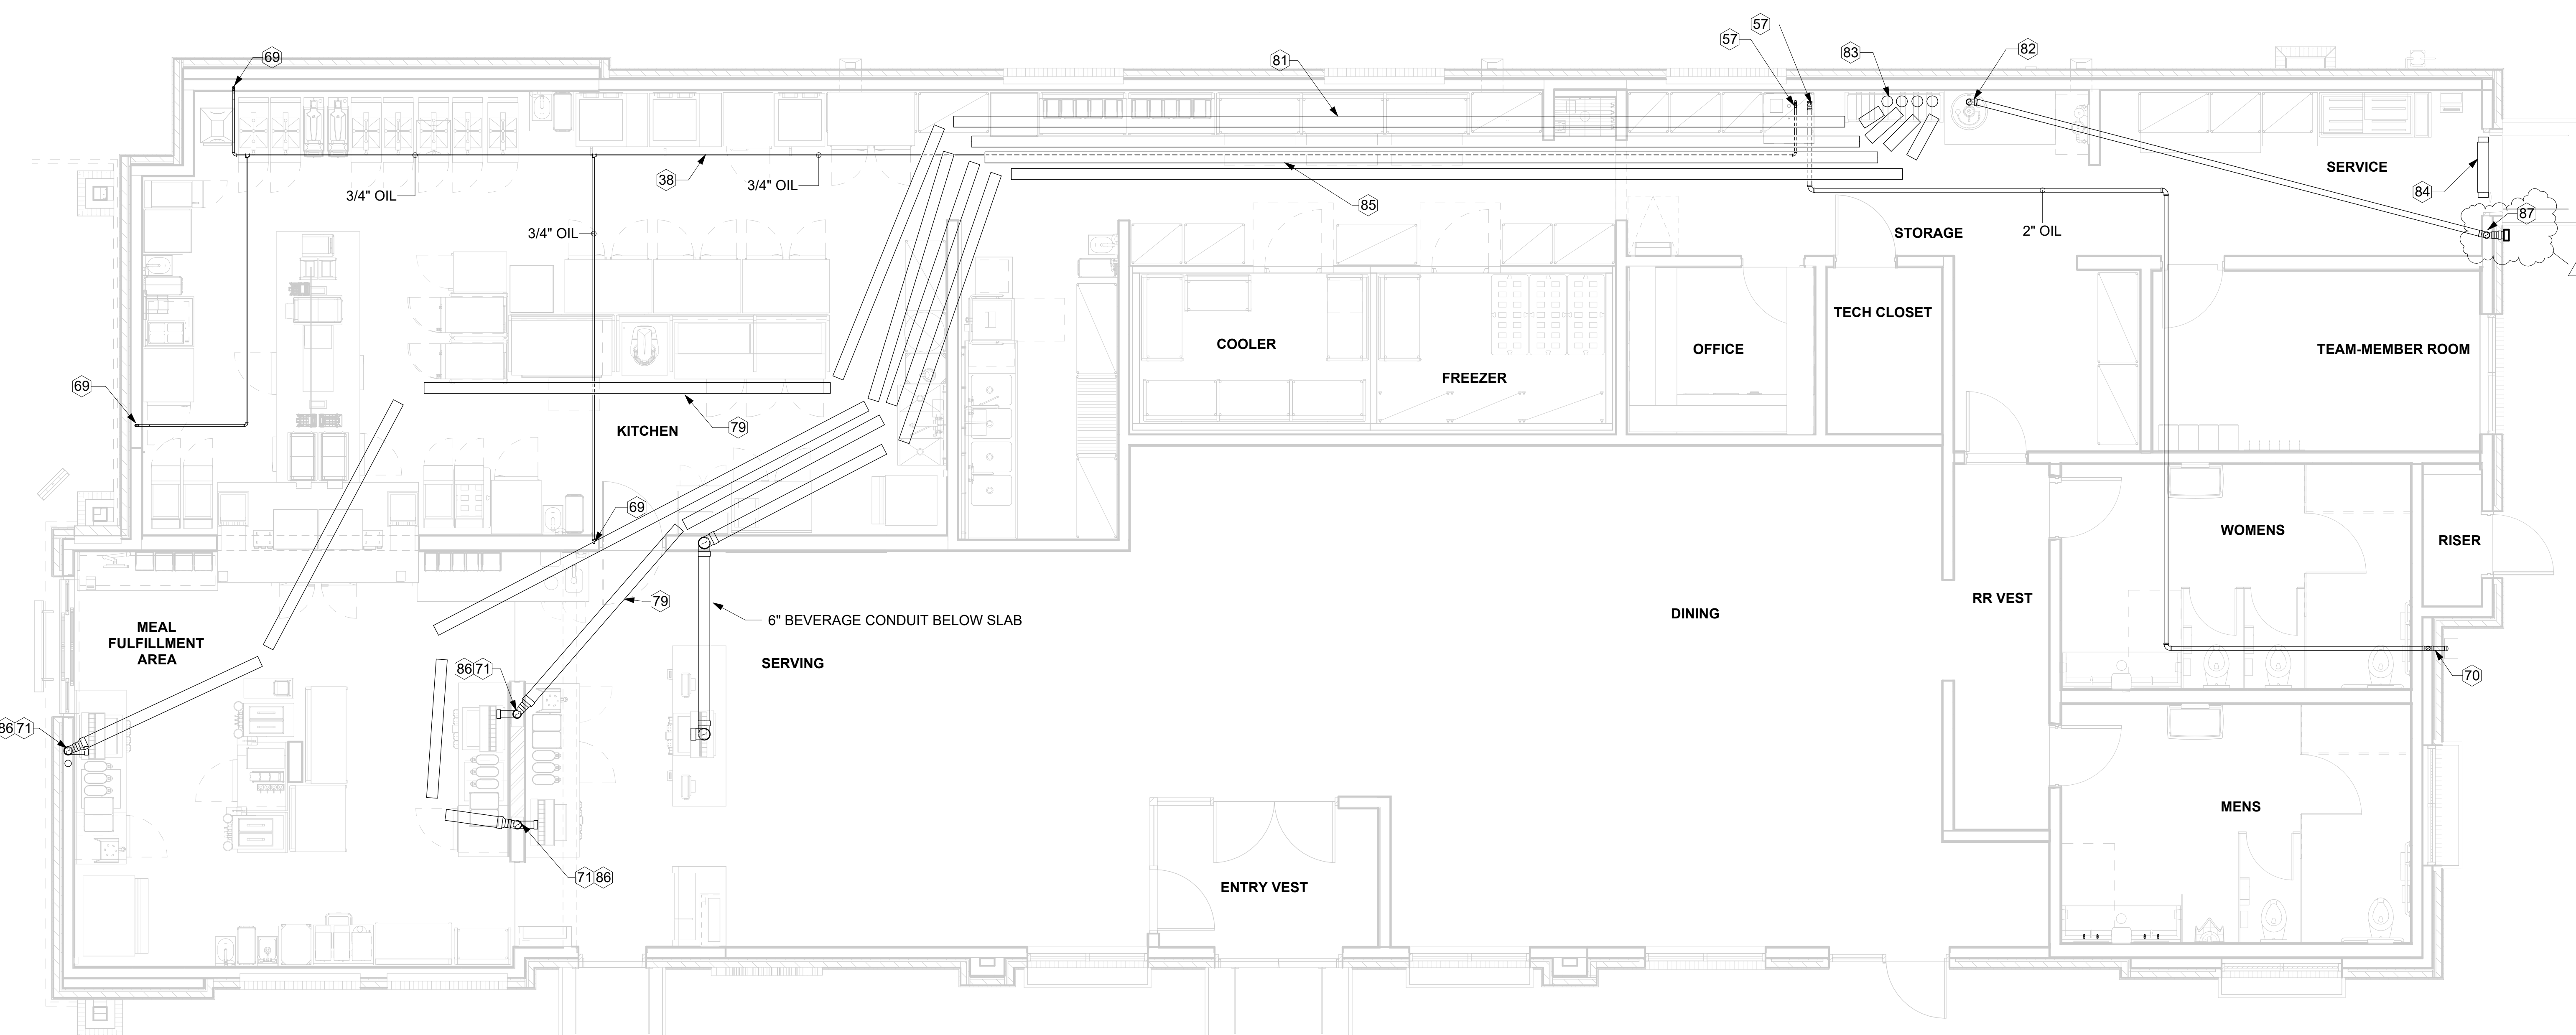 57
57
83
82
69
81
38
3/4" OIL
3/4" OIL
85
3/4" OIL
SERVICE
84
87
STORAGE
2" OIL
TECH CLOSET
COOLER
OFFICE
FREEZER
TEAM-MEMBER ROOM
69
79
KITCHEN
69
WOMENS
RISER
79
RR VEST
6" BEVERAGE CONDUIT BELOW SLAB
DINING
MEAL
FULFILLMENT
AREA
SERVING
86 71
70
86 71
MENS
71 86
ENTRY VEST